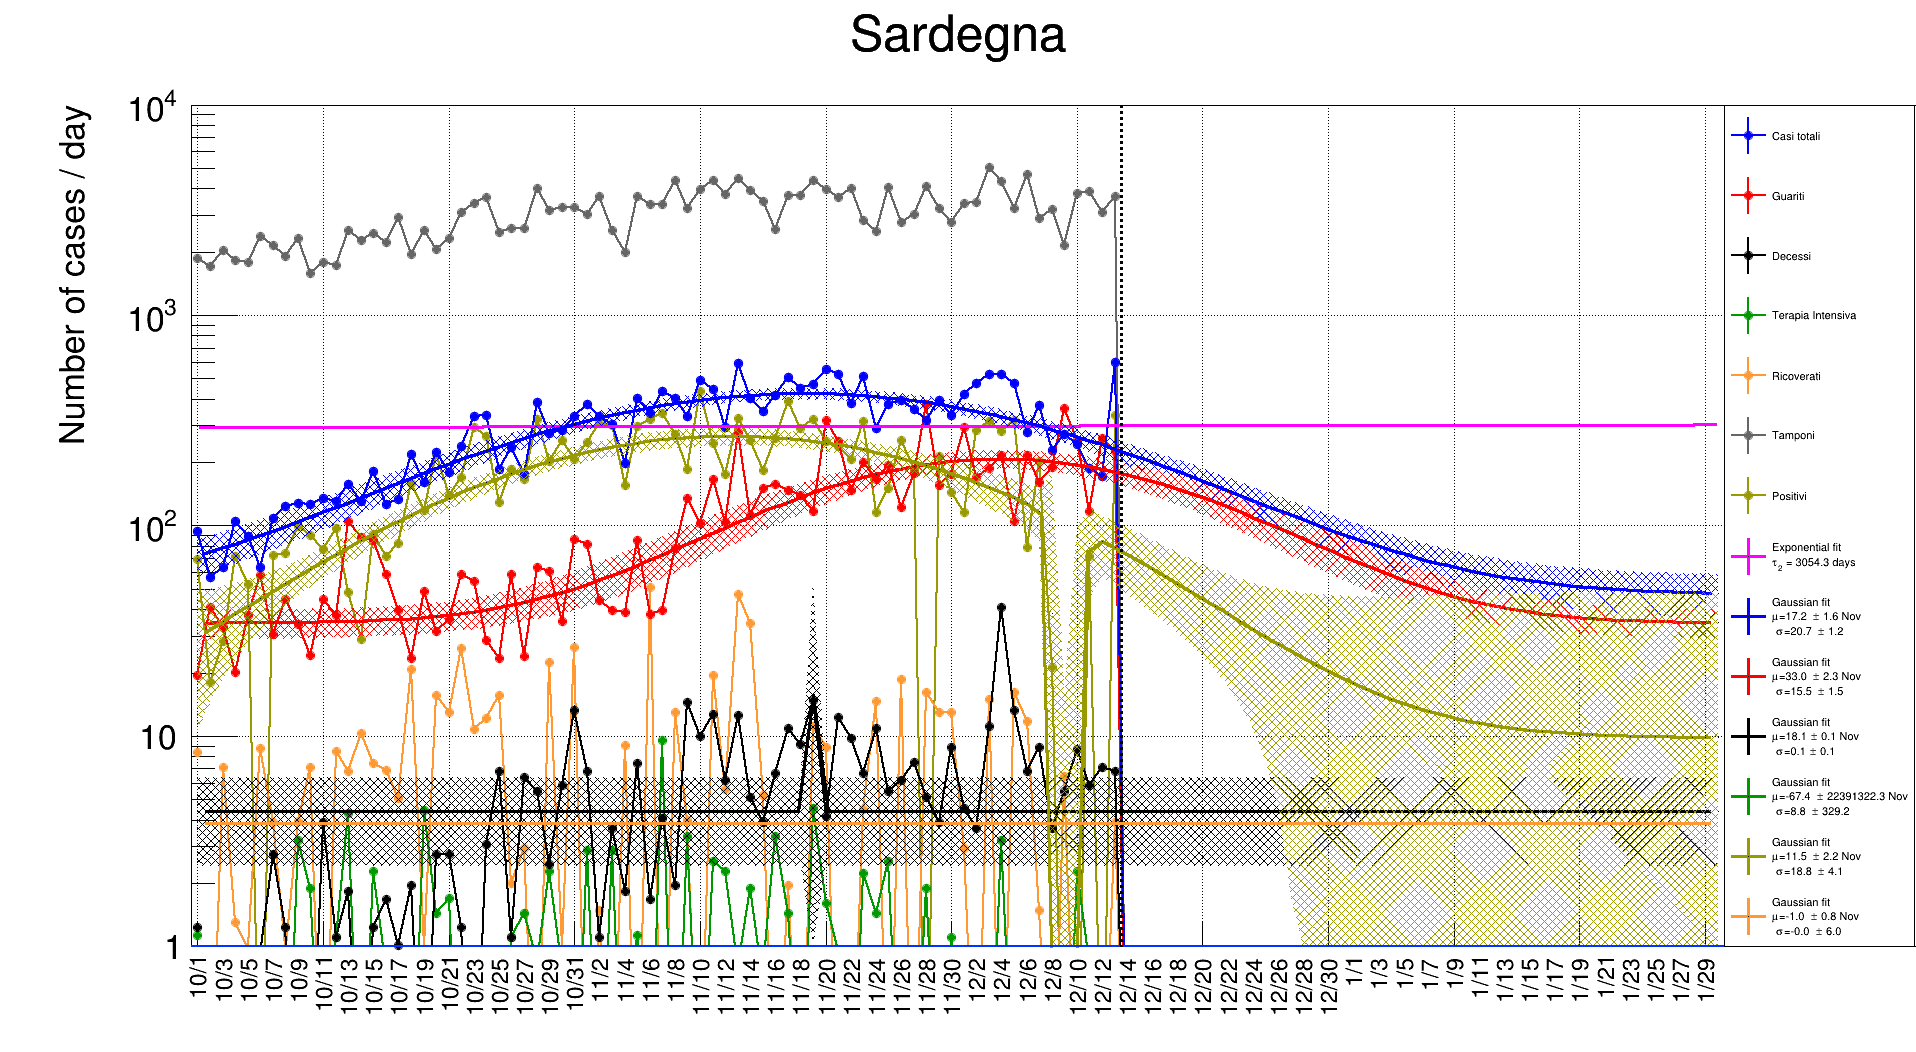 Sardegna
Number of cases / day
10^4
10^3
10^2
10
1
10/1 10/3 10/5 10/7 10/9 10/11 10/13 10/15 10/17 10/19 10/21 10/23 10/25 10/27 10/29 10/31 11/2 11/4 11/6 11/8 11/10 11/12 11/14 11/16 11/18 11/20 11/22 11/24 11/26 11/28 11/30 12/2 12/4 12/6 12/8 12/10 12/12 12/14 12/16 12/18 12/20 12/22 12/24 12/26 12/28 12/30 1/1 1/3 1/5 1/7 1/9 1/11 1/13 1/15 1/17 1/19 1/21 1/23 1/25 1/27 1/29
Casi totali
Guariti
Decessi
Terapia Intensiva
Ricoverati
Tamponi
Positivi
Exponential fit
τ2 = 3054.3 days
Gaussian fit
μ=17.2 ± 1.6 Nov
σ=20.7 ± 1.2
Gaussian fit
μ=33.0 ± 2.3 Nov
σ=15.5 ± 1.5
Gaussian fit
μ=18.1 ± 0.1 Nov
σ=0.1 ± 0.1
Gaussian fit
μ=-67.4 ± 22391322.3 Nov
σ=8.8 ± 329.2
Gaussian fit
μ=11.5 ± 2.2 Nov
σ=18.8 ± 4.1
Gaussian fit
μ=-1.0 ± 0.8 Nov
σ=-0.0 ± 6.0